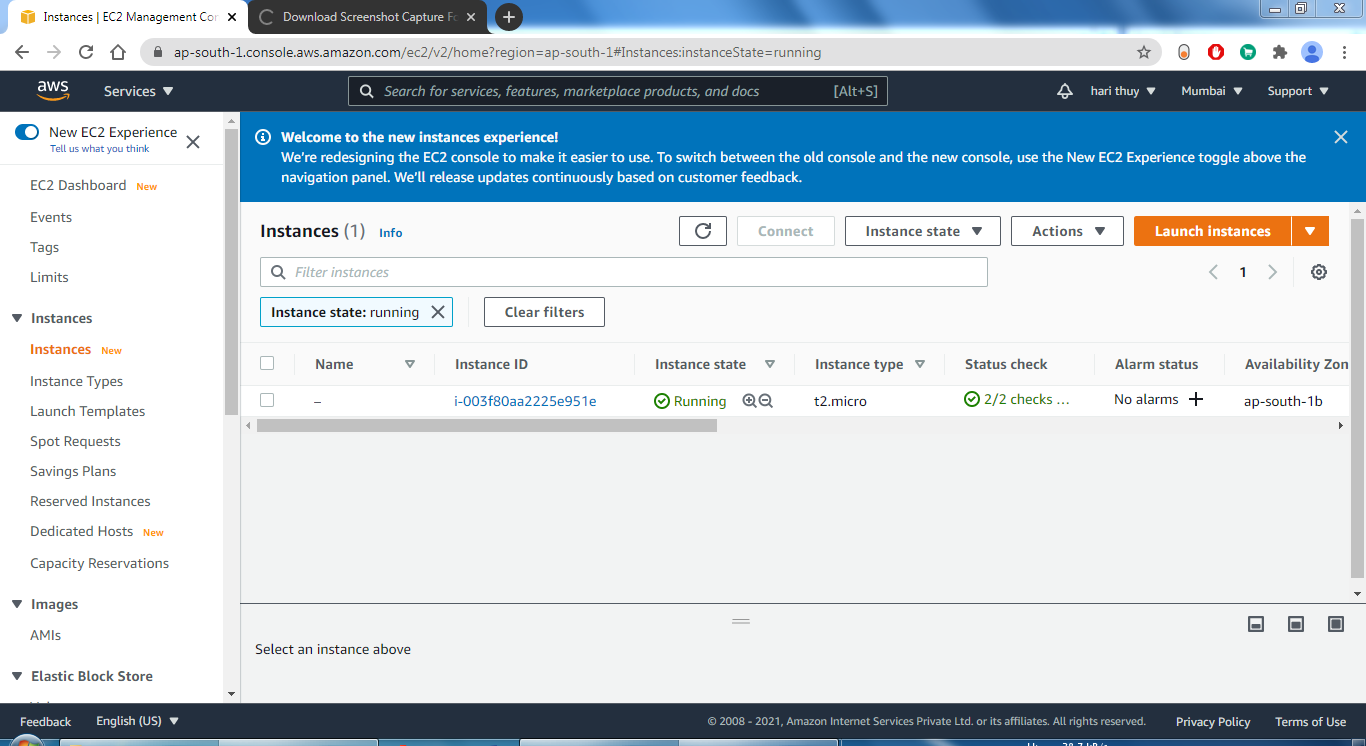 Instances | EC2 Management Cor
Download Screenshot Capture Fo
ap-south-1.console.aws.amazon.com/ec2/v2/home?region=ap-south-1#Instances:instanceState=running
aws
Services
Search for services, features, marketplace products, and docs
[Alt+S]
hari thuy
Mumbai
Support
New EC2 Experience
Tell us what you think
EC2 Dashboard New
Events
Tags
Limits
Instances
Instances New
Instance Types
Launch Templates
Spot Requests
Savings Plans
Reserved Instances
Dedicated Hosts New
Capacity Reservations
Images
AMIs
Elastic Block Store
Welcome to the new instances experience!
We're redesigning the EC2 console to make it easier to use. To switch between the old console and the new console, use the New EC2 Experience toggle above the
navigation panel. We'll release updates continuously based on customer feedback.
Instances (1) Info
Connect
Instance state
Actions
Launch instances
Filter instances
1
Instance state: running
Clear filters
Name Instance ID Instance state Instance type Status check Alarm status Availability Zon
– i-003f80aa2225e951e Running t2.micro 2/2 checks ... No alarms + ap-south-1b
Select an instance above
Feedback
English (US)
© 2008 - 2021, Amazon Internet Services Private Ltd. or its affiliates. All rights reserved.
Privacy Policy
Terms of Use